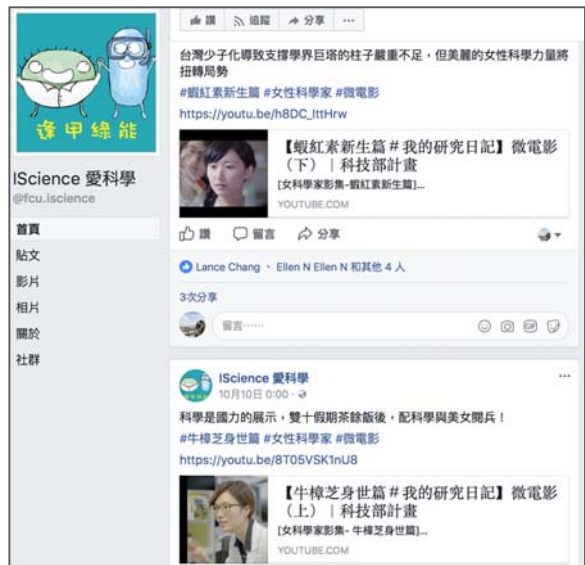 讚 追蹤 分享 ...
台灣少子化導致支撐學界巨塔的柱子嚴重不足，但美麗的女性科學力量將
扭轉局勢
#蝦紅素新生篇 #女性科學家 #微電影
https://youtu.be/h8DC_IttHrw
【蝦紅素新生篇＃我的研究日記】微電影
（下）｜科技部計畫
[女科學家影集-蝦紅素新生篇]...
YOUTUBE.COM
讚 留言 分享
Lance Chang、Ellen N Ellen N 和其他 4 人
3次分享
留言……
GIF
逢甲綠能
IScience 愛科學
@fcu.iscience
首頁
貼文
影片
相片
關於
社群
IScience 愛科學
10月10日 0:00
科學是國力的展示，雙十假期茶餘飯後，配科學與美女閱兵！
#牛樟芝身世篇 #女性科學家 #微電影
https://youtu.be/8T05VSK1nU8
【牛樟芝身世篇＃我的研究日記】微電影
（上）｜科技部計畫
[女科學家影集- 牛樟芝身世篇]...
YOUTUBE.COM